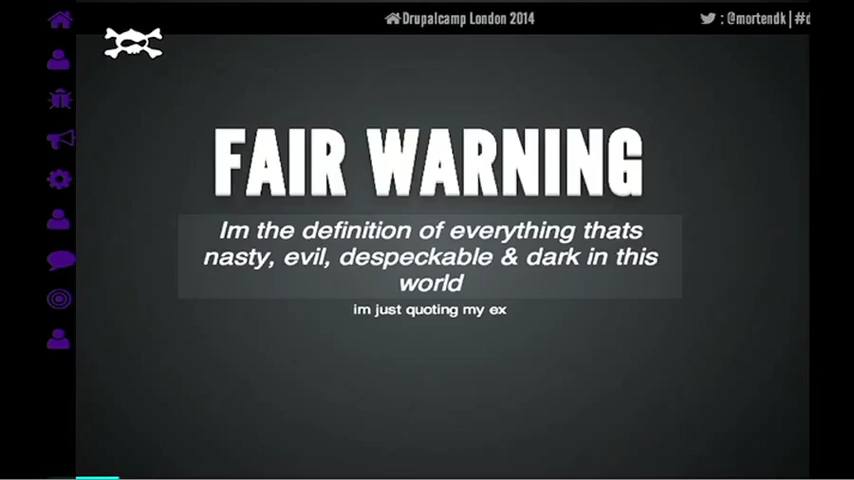 Drupalcamp London 2014
: @mortendk | #d
FAIR WARNING
Im the definition of everything thats
nasty, evil, despeckable & dark in this
world
im just quoting my ex